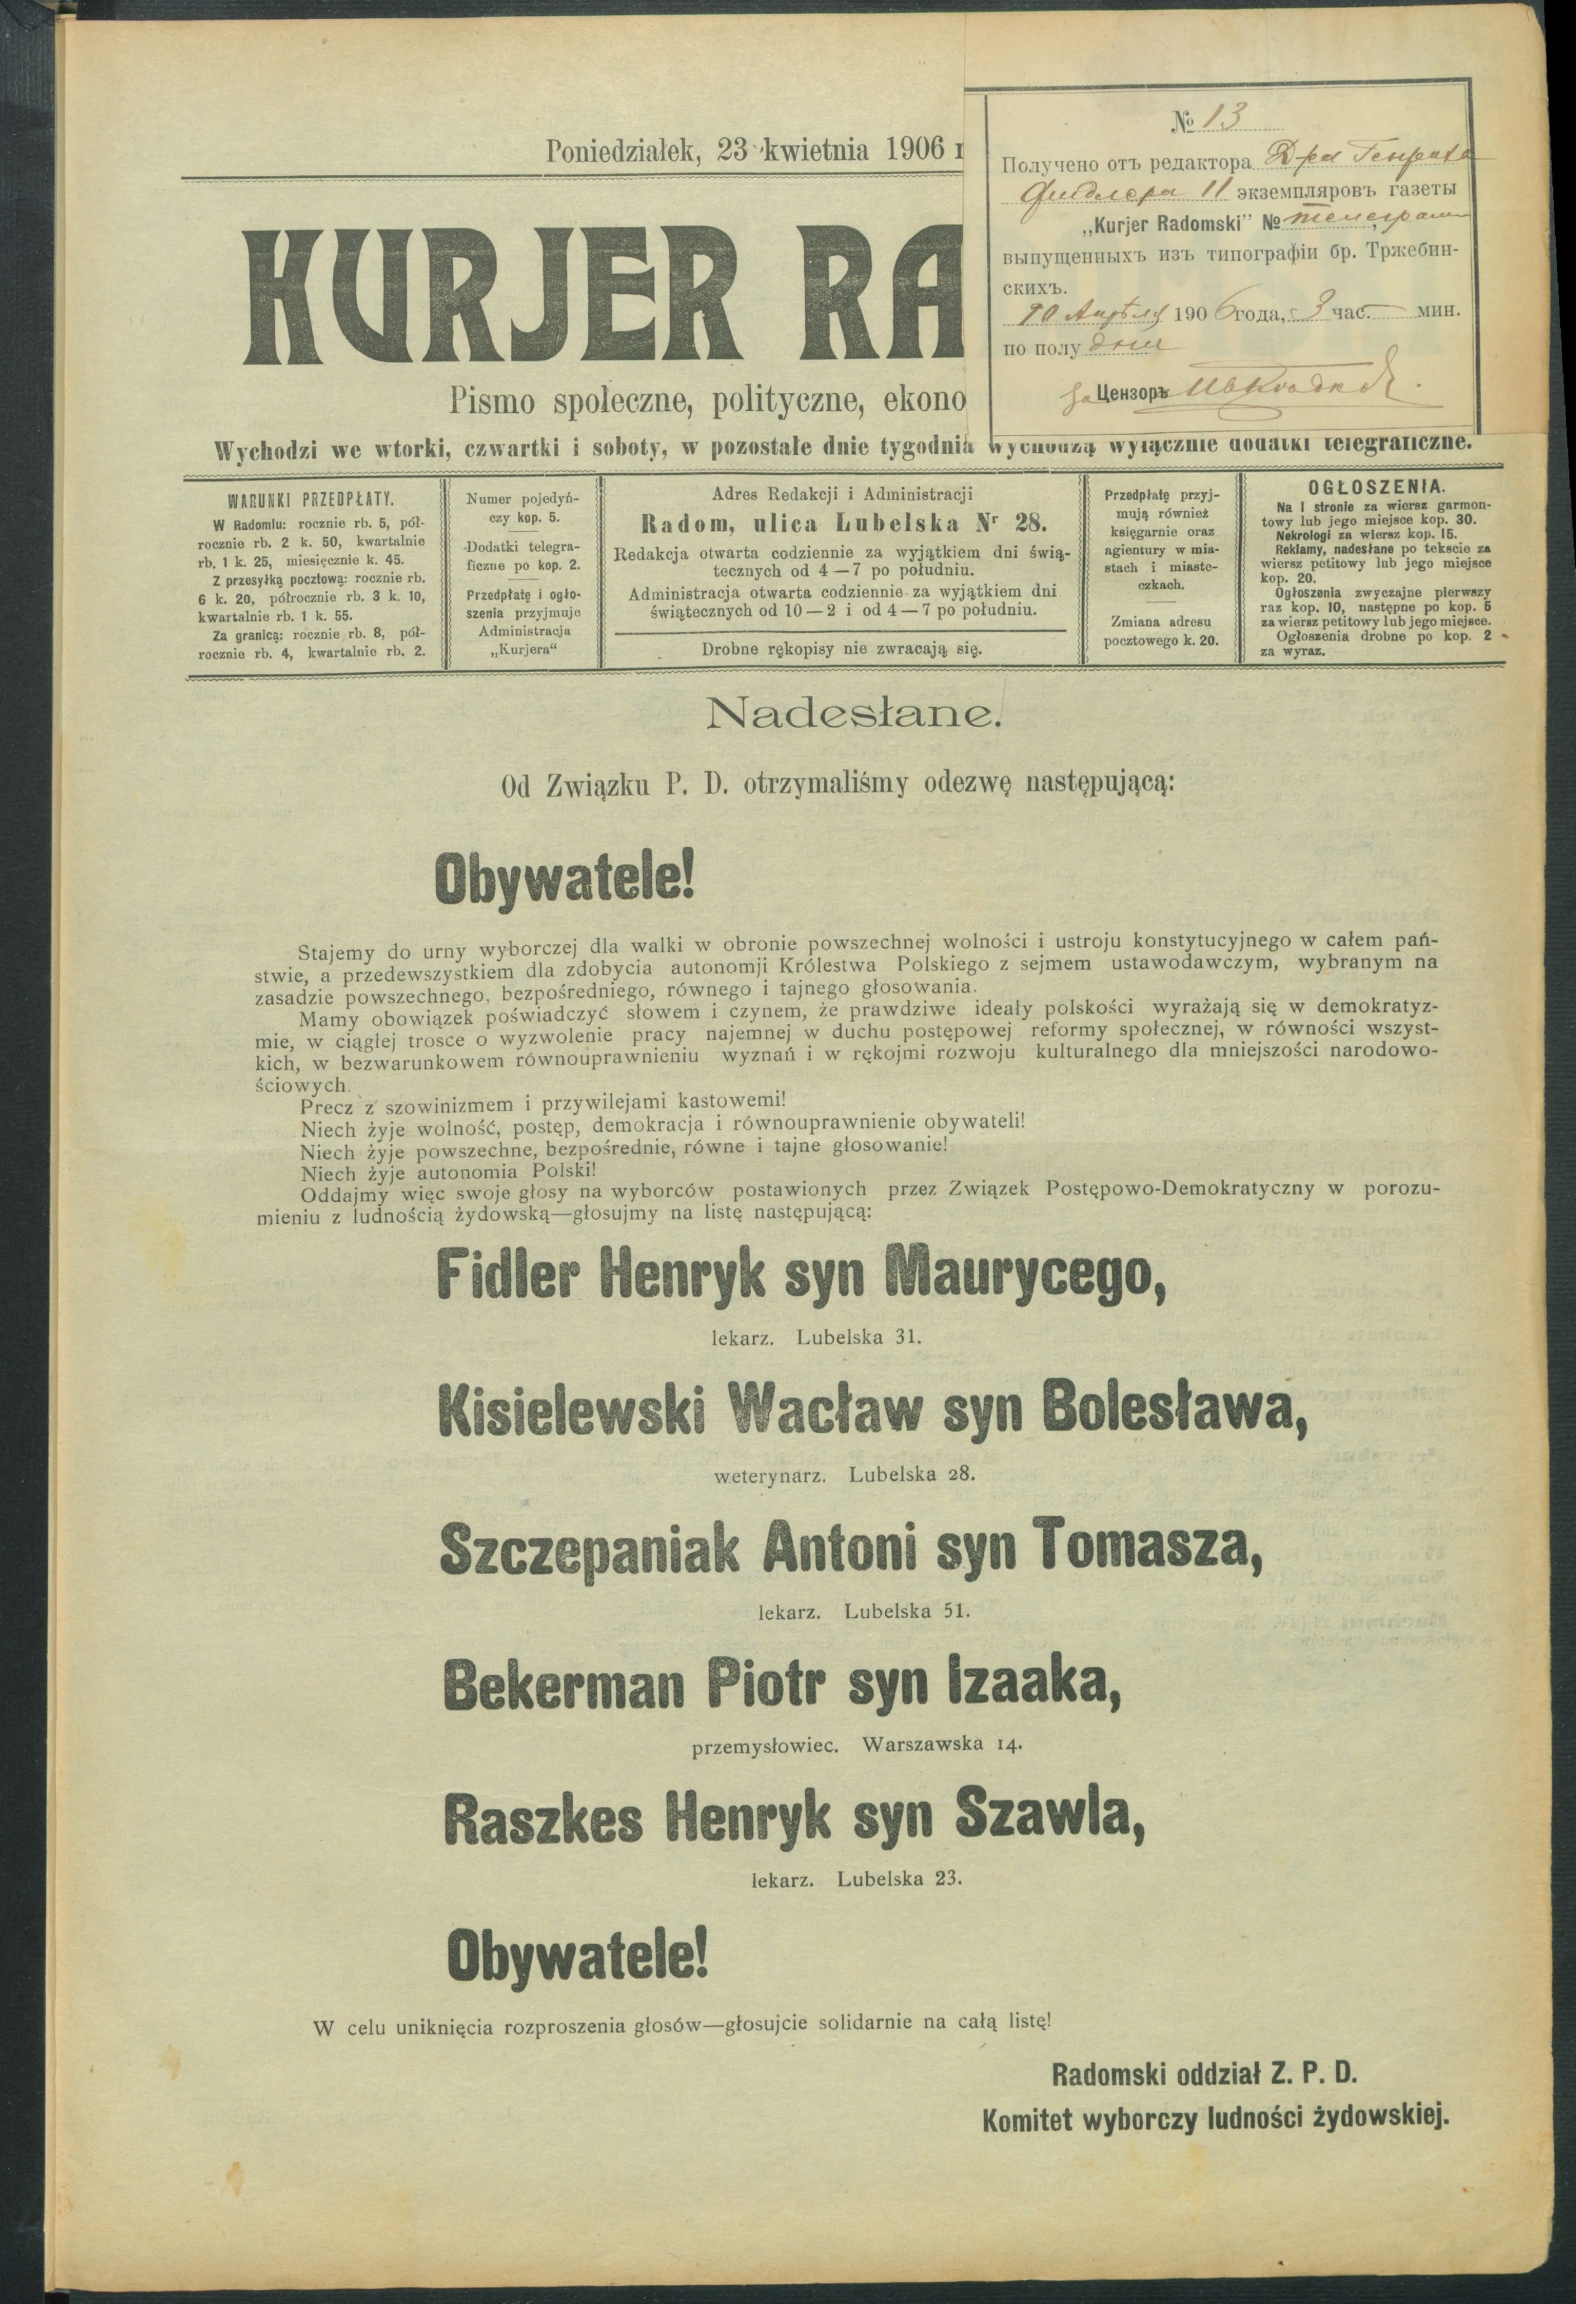 Poniedziałek, 23 kwietnia 1906 r
KURJER RA
Pismo społeczne, polityczne, ekono
№ 13
Получено отъ редактора Д-ра Генриха
Фидлера 11 экземпляровъ газеты
„Kurjer Radomski" № телеграмм
выпущенныхъ изъ типографіи бр. Тржебин-
скихъ.
10 Апрѣля 1906 года, 3 час. — мин.
по полу дни
за Цензоръ
Wychodzi we wtorki, czwartki i soboty, w pozostałe dnie tygodnia wychodzą wyłącznie dodatki telegraficzne.
WARUNKI PRZEDPŁATY.
W Radomiu: rocznie rb. 5, pół-
rocznie rb. 2 k. 50, kwartalnie
rb. 1 k. 25, miesięcznie k. 45.
Z przesyłką pocztową: rocznie rb.
6 k. 20, półrocznie rb. 3 k. 10,
kwartalnie rb. 1 k. 55.
Za granicą: rocznie rb. 8, pół-
rocznie rb. 4, kwartalnie rb. 2.
Numer pojedyń-
czy kop. 5.
Dodatki telegra-
ficzne po kop. 2.
Przedpłatę i ogło-
szenia przyjmuje
Administracja
„Kurjera"
Adres Redakcji i Administracji
Radom, ulica Lubelska Nr 28.
Redakcja otwarta codziennie za wyjątkiem dni świą-
tecznych od 4—7 po południu.
Administracja otwarta codziennie za wyjątkiem dni
świątecznych od 10—2 i od 4—7 po południu.
Drobne rękopisy nie zwracają się.
Przedpłatę przyj-
mują również
księgarnie oraz
agientury w mia-
stach i miaste-
czkach.
Zmiana adresu
pocztowego k. 20.
OGŁOSZENIA.
Na I stronie za wiersz garmon-
towy lub jego miejsce kop. 30.
Nekrologi za wiersz kop. 15.
Reklamy, nadesłane po tekscie za
wiersz petitowy lub jego miejsce
kop. 20.
Ogłoszenia zwyczajne pierwszy
raz kop. 10, następne po kop. 5
za wiersz petitowy lub jego miejsce.
Ogłoszenia drobne po kop. 2
za wyraz.
Nadesłane.
Od Związku P. D. otrzymaliśmy odezwę następującą:
Obywatele!
Stajemy do urny wyborczej dla walki w obronie powszechnej wolności i ustroju konstytucyjnego w całem pań-
stwie, a przedewszystkiem dla zdobycia autonomji Królestwa Polskiego z sejmem ustawodawczym, wybranym na
zasadzie powszechnego, bezpośredniego, równego i tajnego głosowania.
Mamy obowiązek poświadczyć słowem i czynem, że prawdziwe ideały polskości wyrażają się w demokratyz-
mie, w ciągłej trosce o wyzwolenie pracy najemnej w duchu postępowej reformy społecznej, w równości wszyst-
kich, w bezwarunkowem równouprawnieniu wyznań i w rękojmi rozwoju kulturalnego dla mniejszości narodowo-
ściowych.
Precz z szowinizmem i przywilejami kastowemi!
Niech żyje wolność, postęp, demokracja i równouprawnienie obywateli!
Niech żyje powszechne, bezpośrednie, równe i tajne głosowanie!
Niech żyje autonomia Polski!
Oddajmy więc swoje głosy na wyborców postawionych przez Związek Postępowo-Demokratyczny w porozu-
mieniu z ludnością żydowską—głosujmy na listę następującą:
Fidler Henryk syn Maurycego,
lekarz. Lubelska 31.
Kisielewski Wacław syn Bolesława,
weterynarz. Lubelska 28.
Szczepaniak Antoni syn Tomasza,
lekarz. Lubelska 51.
Bekerman Piotr syn Izaaka,
przemysłowiec. Warszawska 14.
Raszkes Henryk syn Szawla,
lekarz. Lubelska 23.
Obywatele!
W celu uniknięcia rozproszenia głosów—głosujcie solidarnie na całą listę!
Radomski oddział Z. P. D.
Komitet wyborczy ludności żydowskiej.